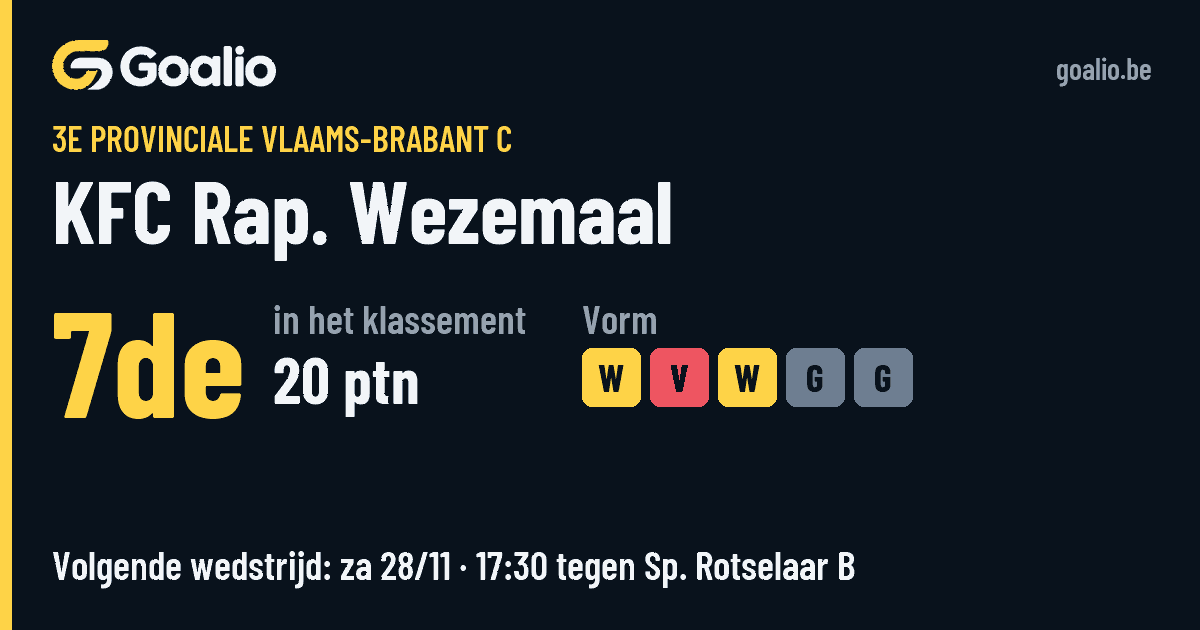 Goalio
goalio.be
3E PROVINCIALE VLAAMS-BRABANT C
KFC Rap. Wezemaal
7de
in het klassement
20 ptn
Vorm
W V W G G
Volgende wedstrijd: za 28/11 · 17:30 tegen Sp. Rotselaar B